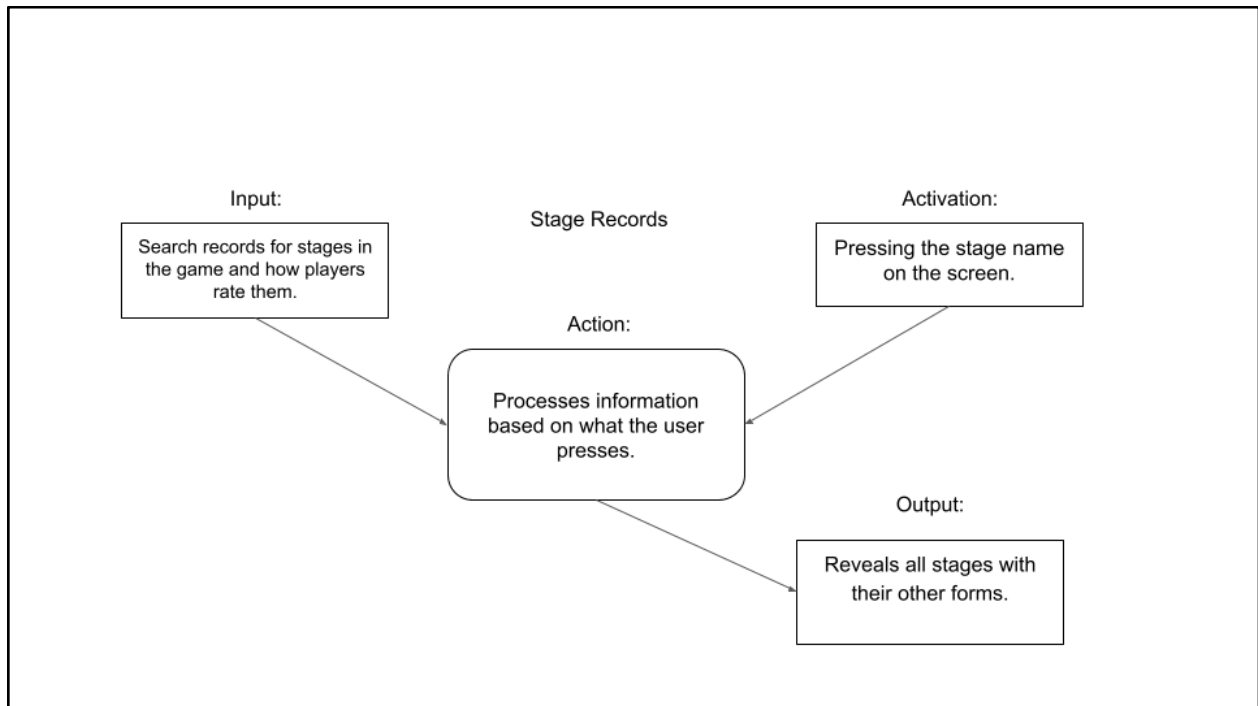 Input:
Search records for stages in
the game and how players
rate them.
Stage Records
Activation:
Pressing the stage name
on the screen.
Action:
Processes information
based on what the user
presses.
Output:
Reveals all stages with
their other forms.